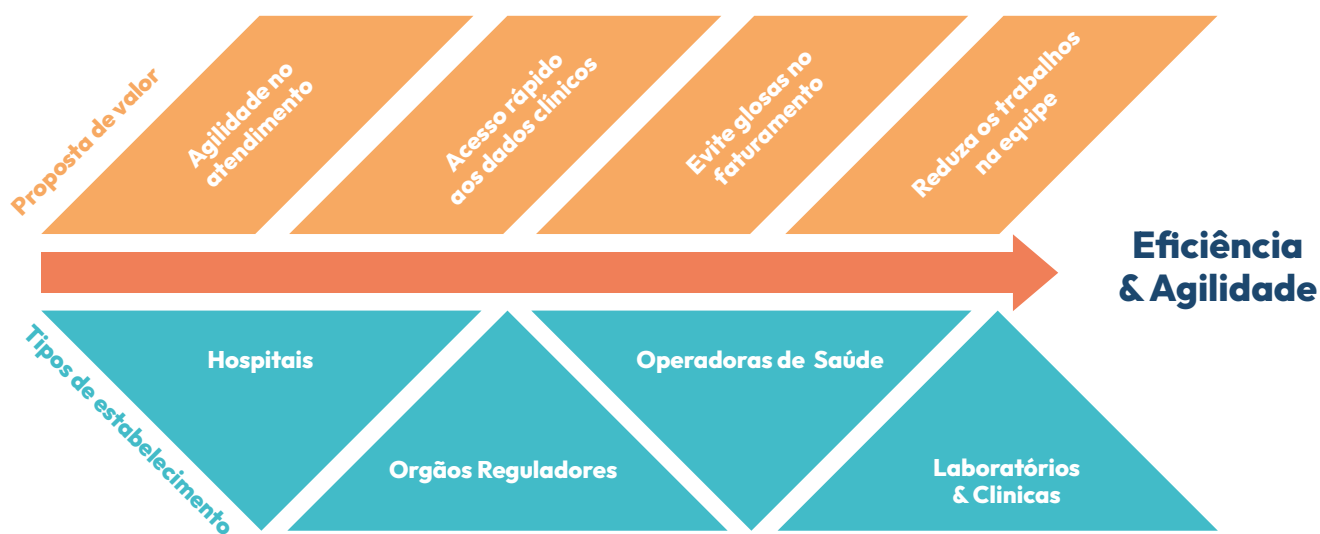 Proposta de valor
Agilidade no
atendimento
Acesso rápido
aos dados clínicos
Evite glosas no
faturamento
Reduza os trabalhos
na equipe
Eficiência
& Agilidade
Tipos de estabelecimento
Hospitais
Orgãos Reguladores
Operadoras de Saúde
Laboratórios
& Clinicas